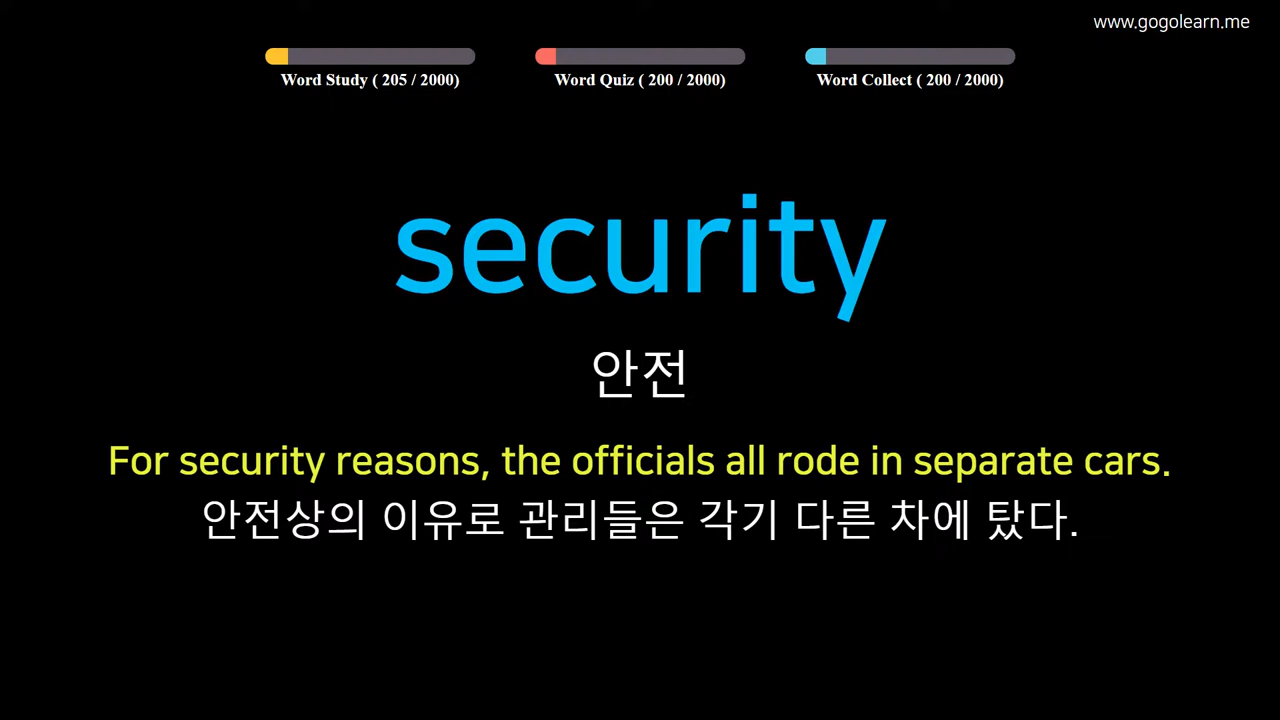 www.gogolearn.me
Word Study ( 205 / 2000)
Word Quiz ( 200 / 2000)
Word Collect ( 200 / 2000)
security
안전
For security reasons, the officials all rode in separate cars.
안전상의 이유로 관리들은 각기 다른 차에 탔다.